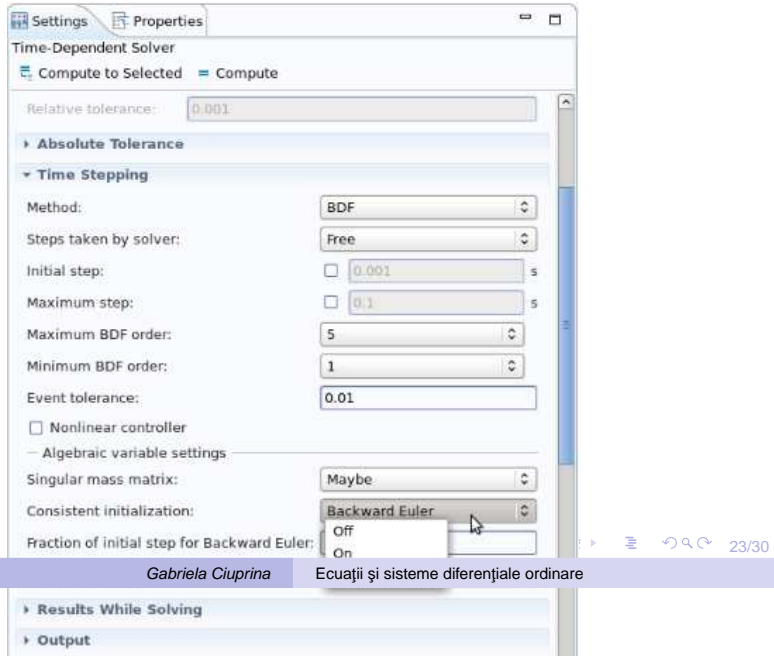 Settings Properties
Time-Dependent Solver
Compute to Selected = Compute
Relative tolerance: 0.001
Absolute Tolerance
Time Stepping
Method: BDF
Steps taken by solver: Free
Initial step: 0.001 s
Maximum step: 0.1 s
Maximum BDF order: 5
Minimum BDF order: 1
Event tolerance: 0.01
Nonlinear controller
Algebraic variable settings
Singular mass matrix: Maybe
Consistent initialization: Backward Euler
Off
Fraction of initial step for Backward Euler:
On
23/30
Gabriela Ciuprina Ecuaţii şi sisteme diferenţiale ordinare
Results While Solving
Output